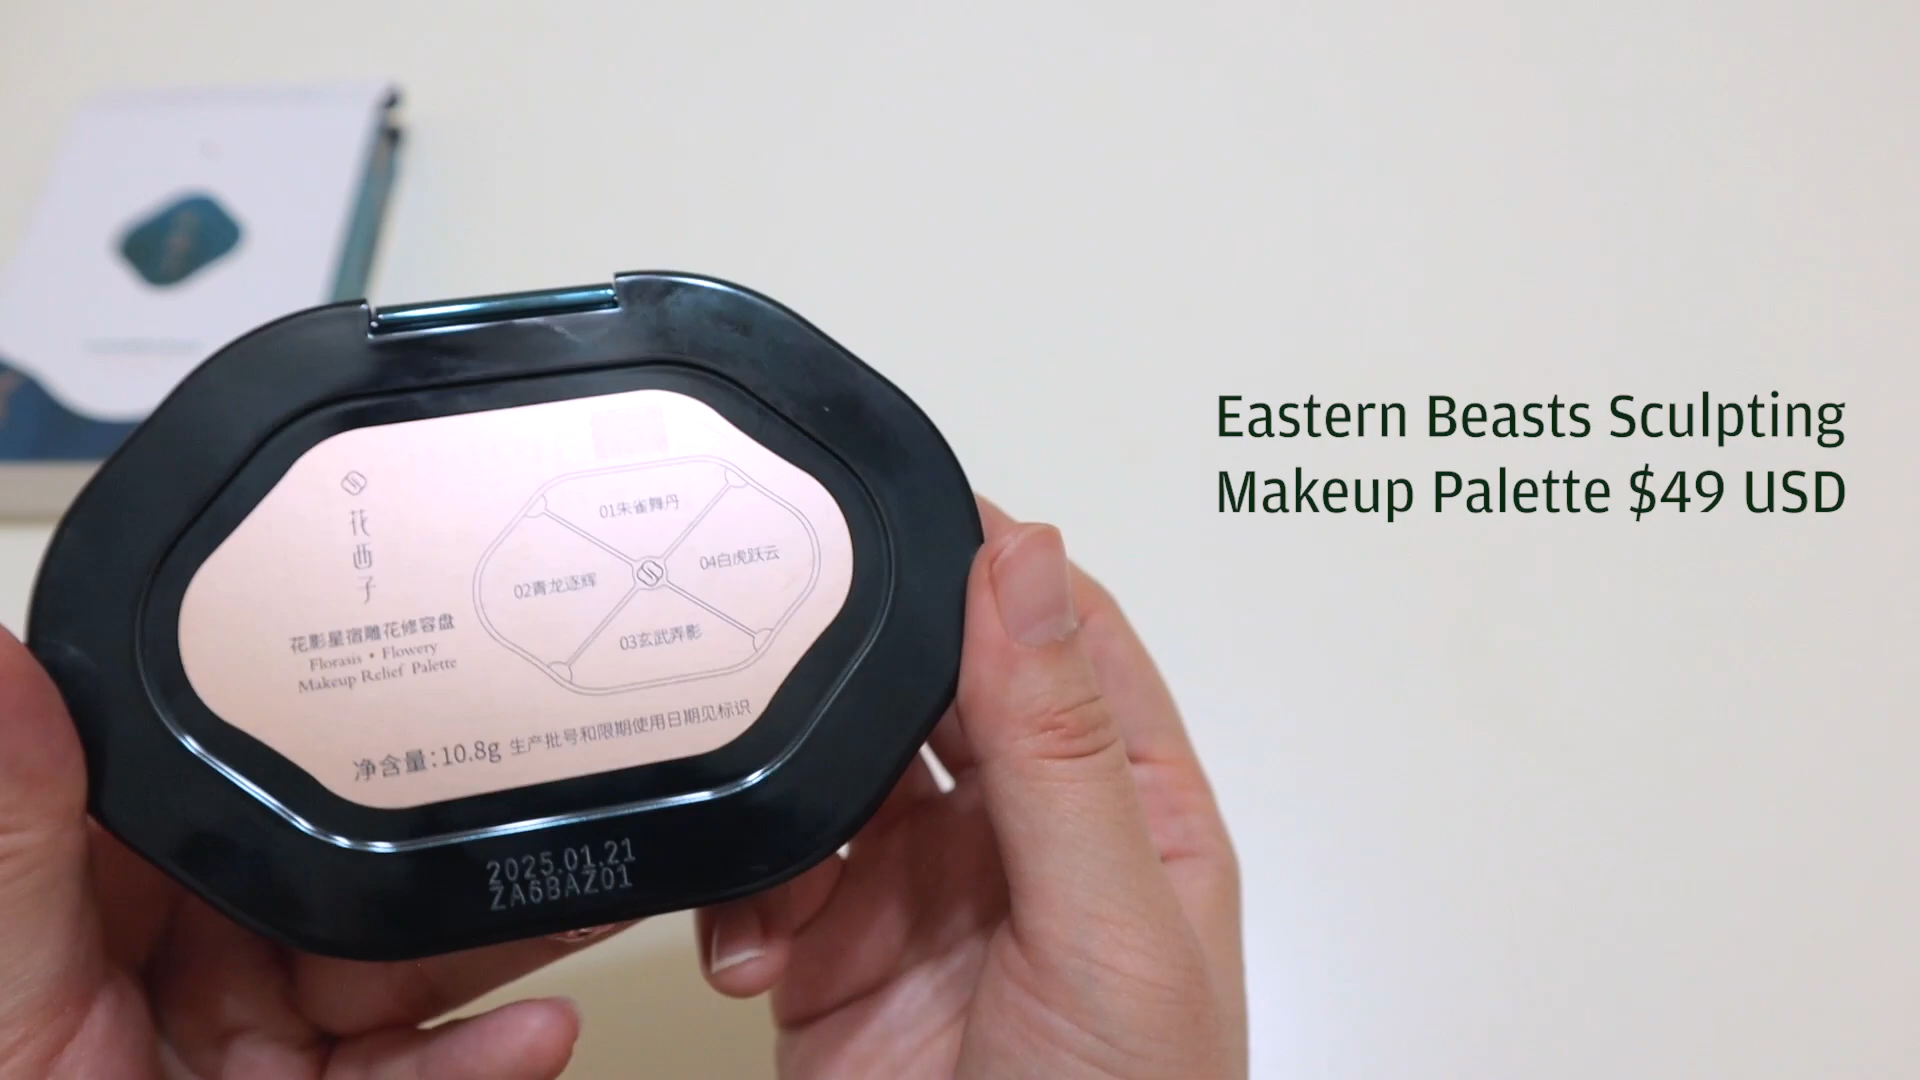 花西子
花影星宿雕花修容盘
Florasis • Flowery
Makeup Relief Palette
01朱雀舞丹
02青龙逐辉
04白虎跃云
03玄武弄影
净含量:10.8g 生产批号和限期使用日期见标识
2025.01.21
ZA6BAZ01
Eastern Beasts Sculpting
Makeup Palette $49 USD